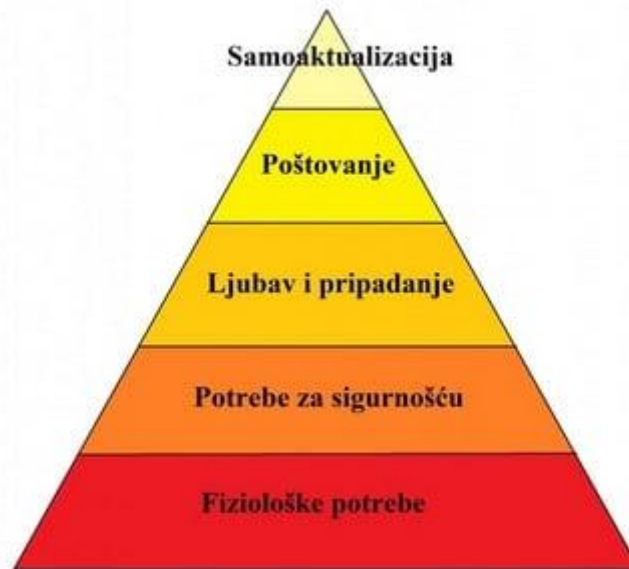 Samoaktualizacija
Poštovanje
Ljubav i pripadanje
Potrebe za sigurnošću
Fiziološke potrebe